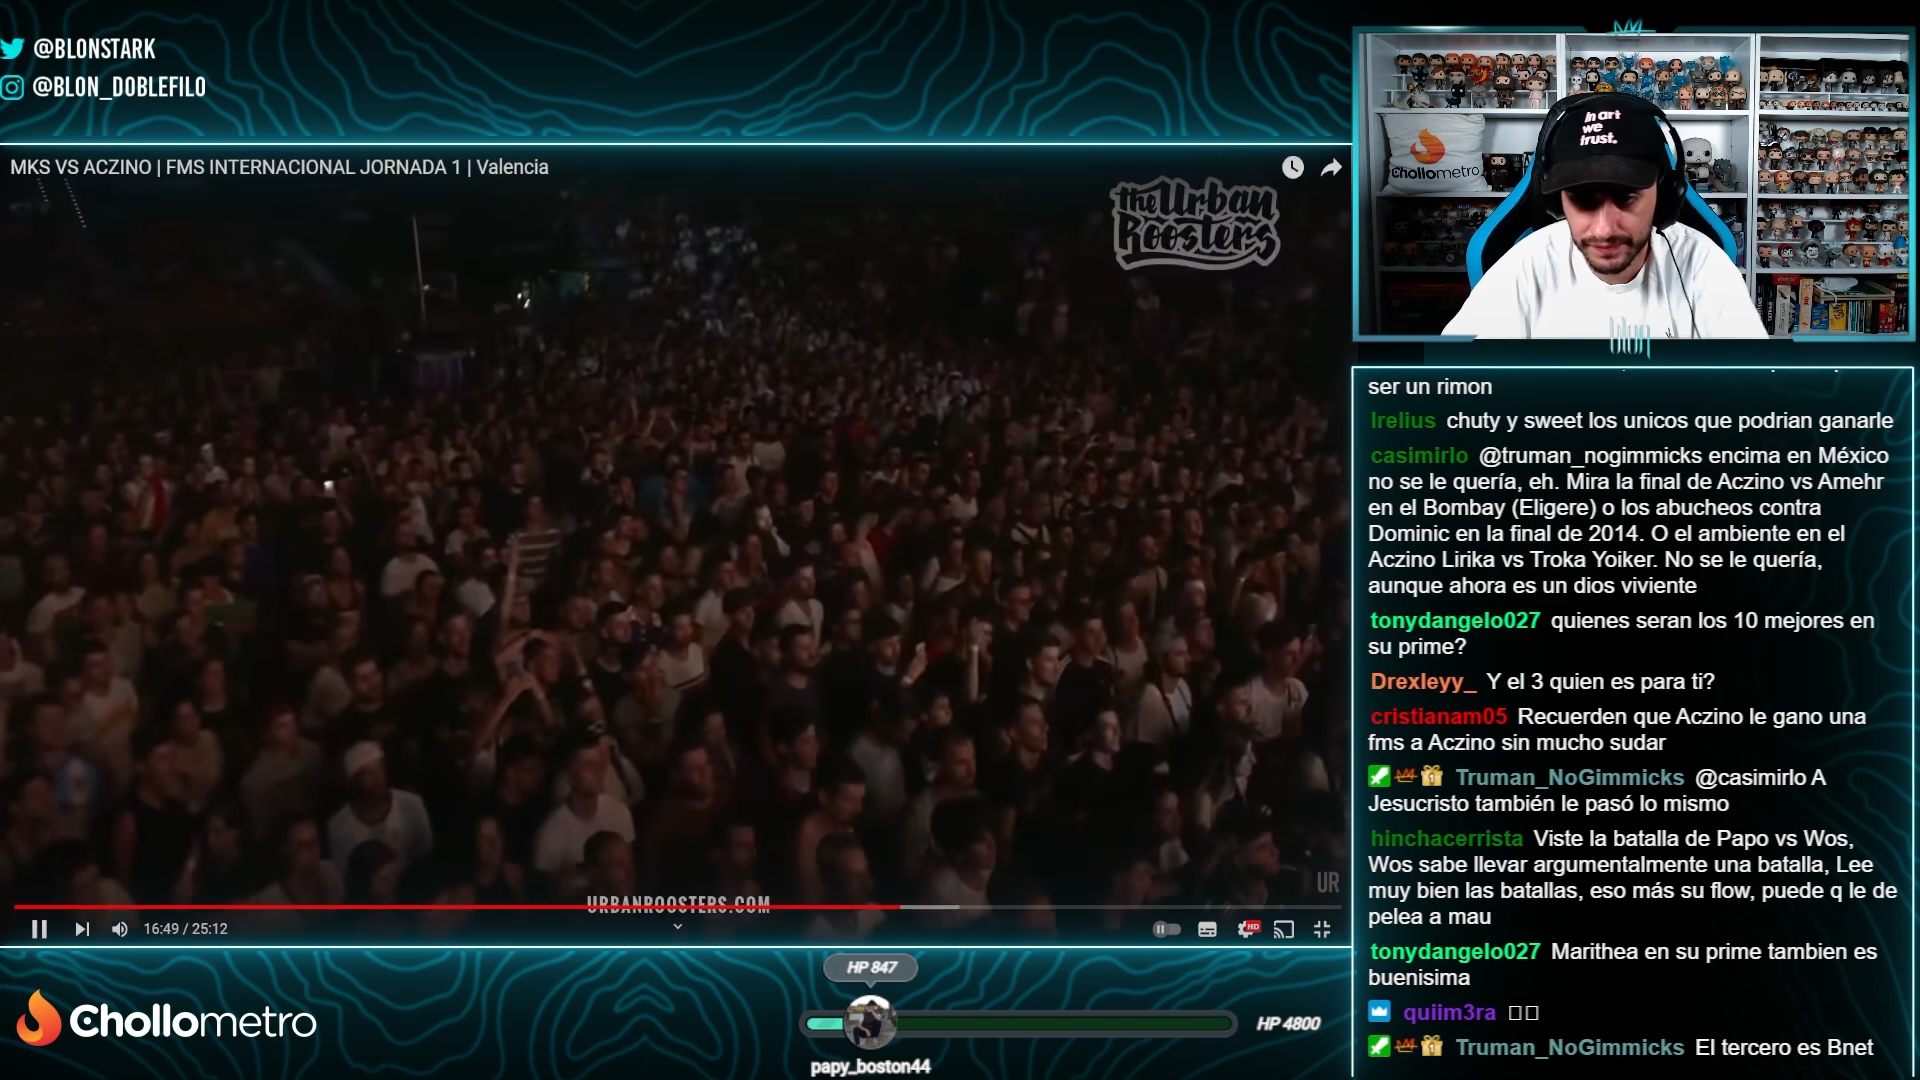 @BLONSTARK
@BLON_DOBLEFILO
MKS VS ACZINO | FMS INTERNACIONAL JORNADA 1 | Valencia
the Urban
Roosters
In art
we
trust.
Chollometro
blon
ser un rimon
Irelius chuty y sweet los unicos que podrian ganarle
casimirlo @truman_nogimmicks encima en México
no se le quería, eh. Mira la final de Aczino vs Amehr
en el Bombay (Eligere) o los abucheos contra
Dominic en la final de 2014. O el ambiente en el
Aczino Lirika vs Troka Yoiker. No se le quería,
aunque ahora es un dios viviente
tonydangelo027 quienes seran los 10 mejores en
su prime?
Drexleyy_ Y el 3 quien es para ti?
cristianam05 Recuerden que Aczino le gano una
fms a Aczino sin mucho sudar
Truman_NoGimmicks @casimirlo A
Jesucristo también le pasó lo mismo
hinchacerrista Viste la batalla de Papo vs Wos,
Wos sabe llevar argumentalmente una batalla, Lee
muy bien las batallas, eso más su flow, puede q le de
pelea a mau
tonydangelo027 Marithea en su prime tambien es
buenisima
quiim3ra
Truman_NoGimmicks El tercero es Bnet
UR
URBANROOSTERS.COM
16:49 / 25:12
HD
HP 847
HP 4800
papy_boston44
Chollometro